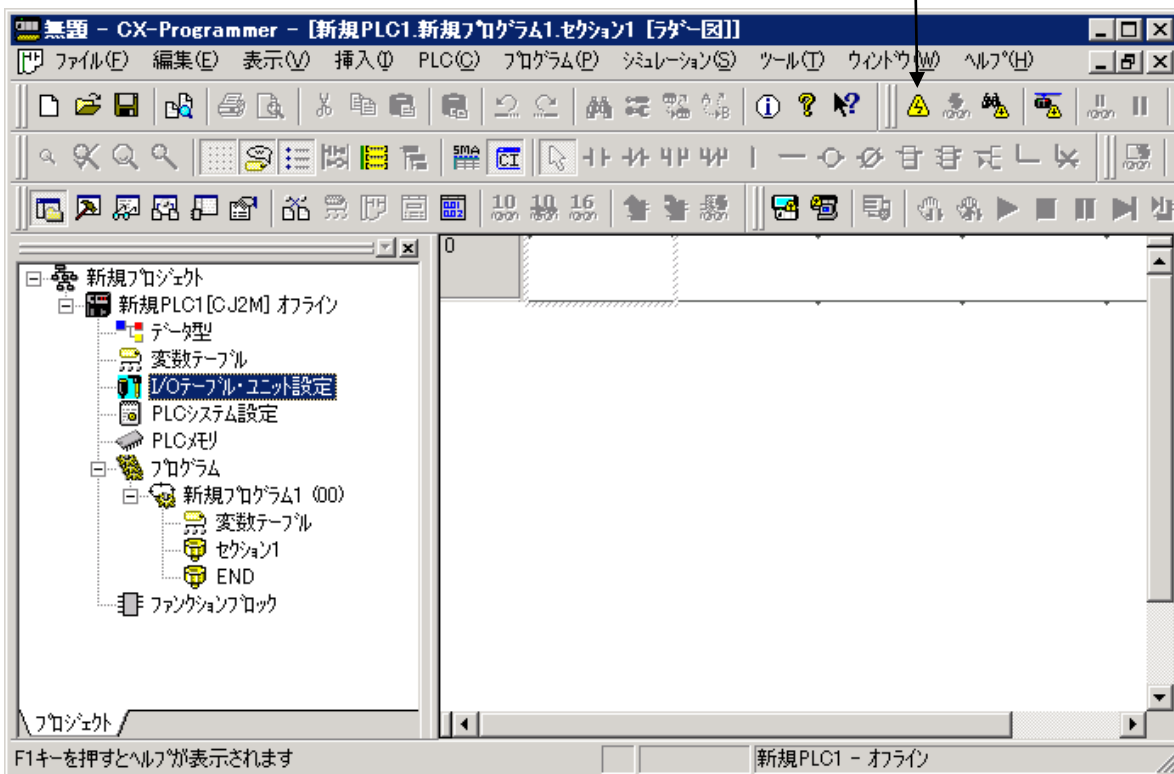 無題 - CX-Programmer - [新規PLC1.新規ﾌﾟﾛｸﾞﾗﾑ1.ｾｸｼｮﾝ1 [ﾗﾀﾞｰ図]]
ﾌｧｲﾙ(F) 編集(E) 表示(V) 挿入(I) PLC(C) ﾌﾟﾛｸﾞﾗﾑ(P) ｼﾐｭﾚｰｼｮﾝ(S) ﾂｰﾙ(T) ｳｨﾝﾄﾞｳ(W) ﾍﾙﾌﾟ(H)
SMA CI
10 10 16
0
新規ﾌﾟﾛｼﾞｪｸﾄ
新規PLC1[CJ2M] ｵﾌﾗｲﾝ
ﾃﾞｰﾀ型
変数ﾃｰﾌﾞﾙ
I/Oﾃｰﾌﾞﾙ･ﾕﾆｯﾄ設定
PLCｼｽﾃﾑ設定
PLCﾒﾓﾘ
ﾌﾟﾛｸﾞﾗﾑ
新規ﾌﾟﾛｸﾞﾗﾑ1 (00)
変数ﾃｰﾌﾞﾙ
ｾｸｼｮﾝ1
END
ﾌｧﾝｸｼｮﾝﾌﾞﾛｯｸ
ﾌﾟﾛｼﾞｪｸﾄ
F1ｷｰを押すとﾍﾙﾌﾟが表示されます
新規PLC1 - ｵﾌﾗｲﾝ